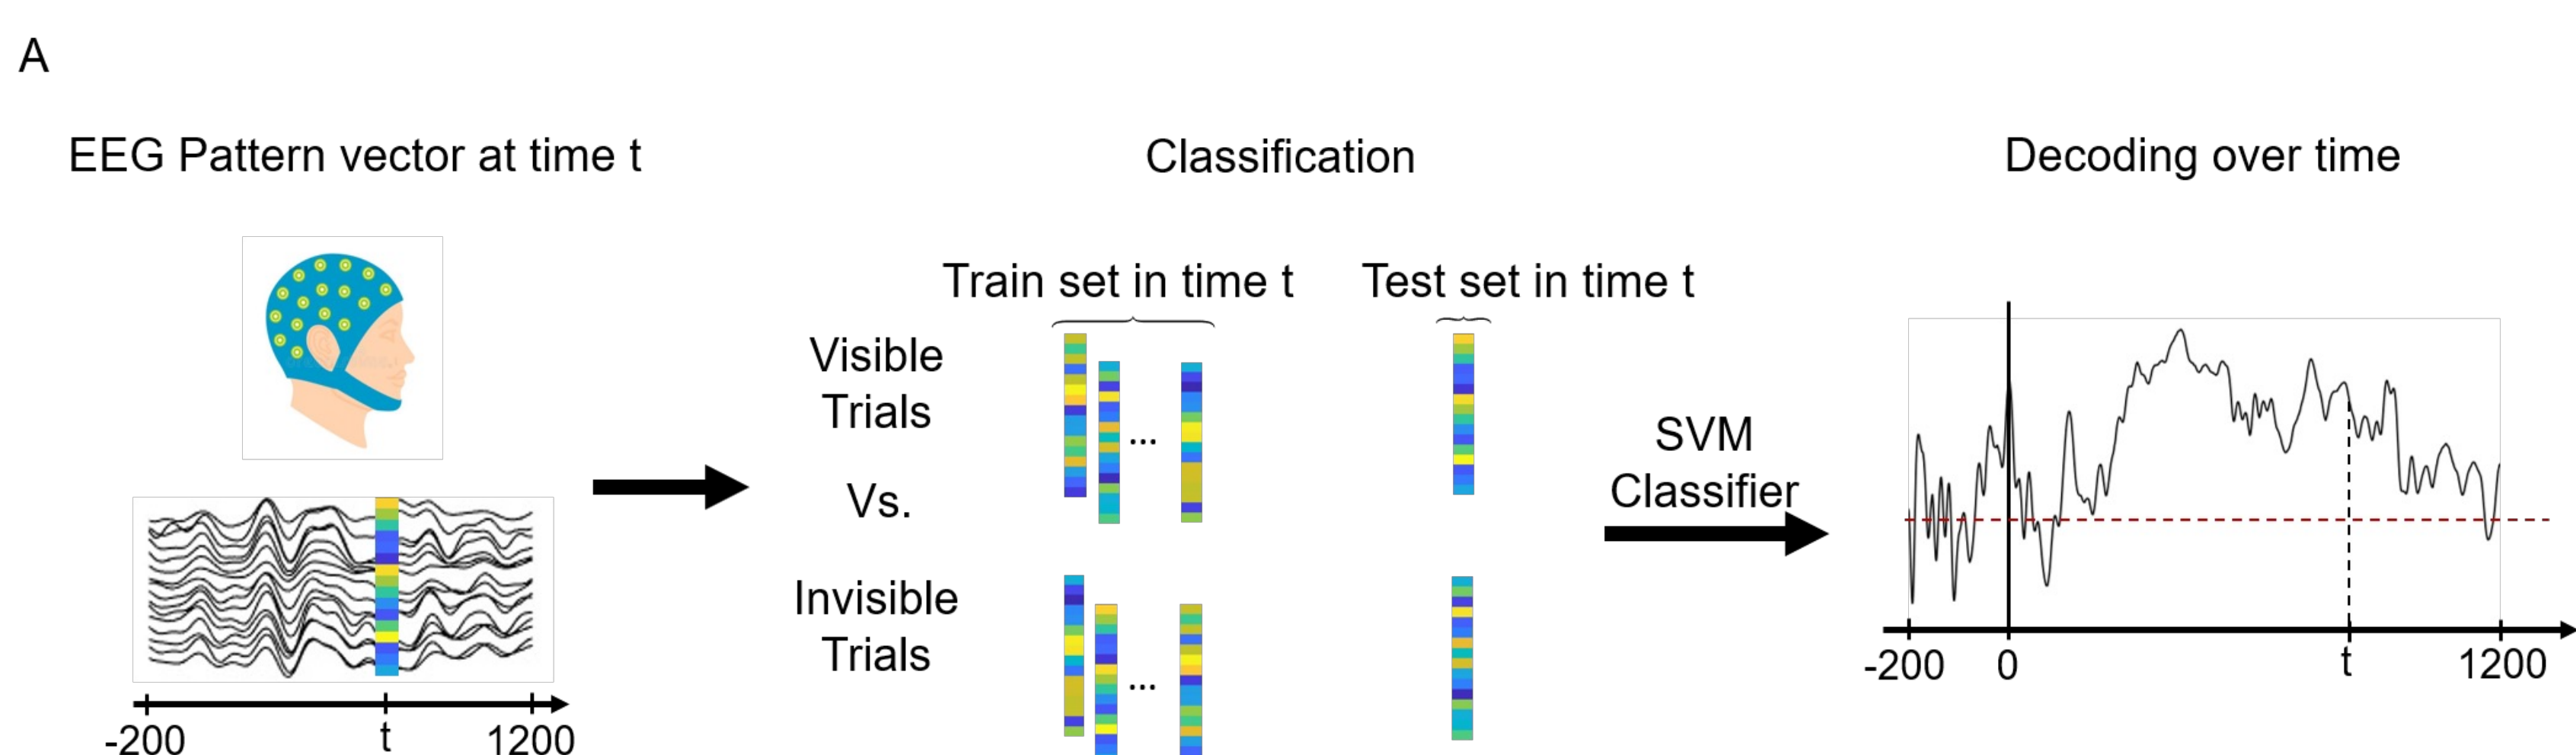 A
EEG Pattern vector at time t
-200
t
1200
Classification
Train set in time t
Test set in time t
Visible
Trials
...
Vs.
Invisible
Trials
...
SVM
Classifier
Decoding over time
-200
0
t
1200